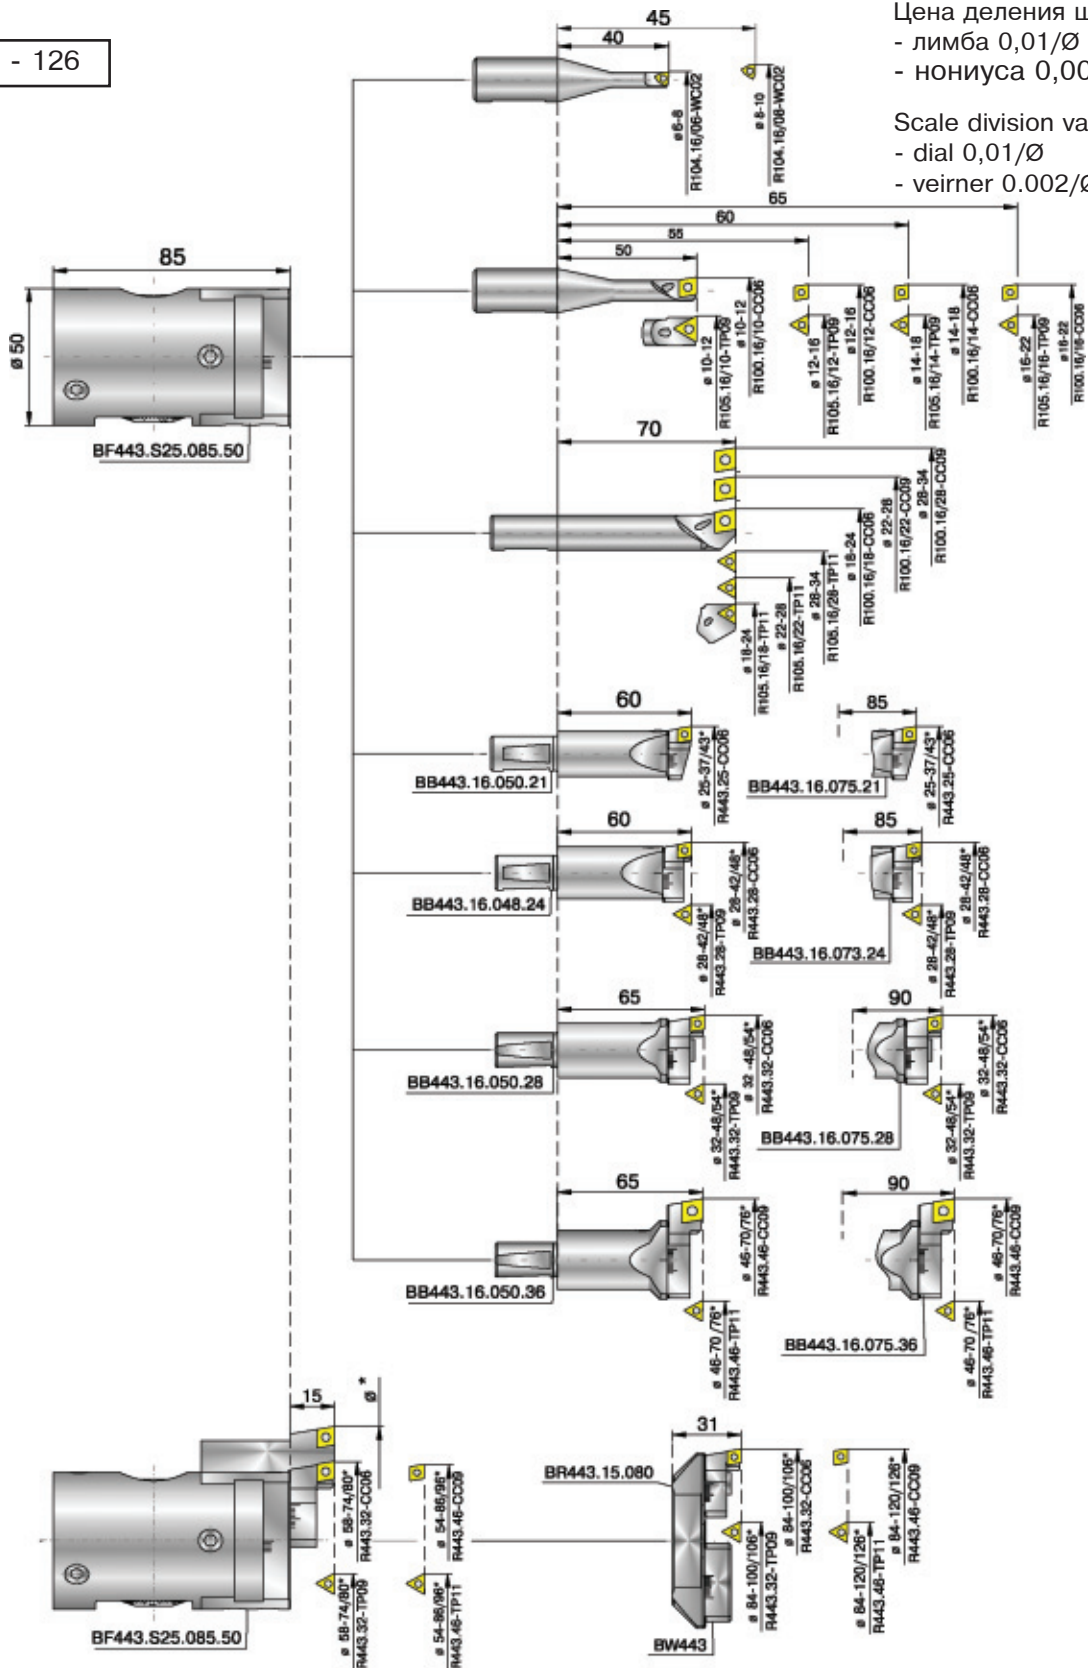 - 126
Цена деления ш
- лимба 0,01/Ø
- нониуса 0,00
Scale division va
- dial 0,01/Ø
- veirner 0.002/Ø
45
40
ø6-8
R104.16/06-WC02
ø 8-10
R104.16/08-WC02
65
60
55
50
85
ø 50
BF443.S25.085.50
ø 10-12
R105.16/10-TP09
ø 10-12
R100.16/10-CC06
ø 12-16
R105.16/12-TP09
ø12-16
R100.16/12-CC06
ø 14-18
R105.16/14-TP09
ø 14-18
R100.16/14-CC06
ø16-22
R105.16/16-TP09
ø16-22
R100.16/16-CC06
70
ø 18-24
R105.16/18-TP11
ø 22-28
R105.16/22-TP11
ø 28-34
R105.16/28-TP11
ø 18-24
R100.16/18-CC06
ø 22-28
R100.16/22-CC09
ø 28-34
R100.16/28-CC09
60
BB443.16.050.21
ø 25-37/43*
R443.25-CC06
85
BB443.16.075.21
ø 25-37/43*
R443.25-CC06
60
BB443.16.048.24
ø 28-42/48*
R443.28-TP09
ø 28-42/48*
R443.28-CC06
85
BB443.16.073.24
ø 28-42/48*
R443.28-TP09
ø 28-42/48*
R443.28-CC06
65
BB443.16.050.28
ø 32-48/54*
R443.32-TP09
ø 32 -48/54*
R443.32-CC06
90
BB443.16.075.28
ø 32-48/54*
R443.32-TP09
ø 32-48/54*
R443.32-CC06
65
BB443.16.050.36
ø 46-70 /76*
R443.46-TP11
ø 46-70/76*
R443.46-CC09
90
BB443.16.075.36
ø 46-70 /76*
R443.46-TP11
ø 46-70/76*
R443.46-CC09
15
ø *
BF443.S25.085.50
ø 58-74/80*
R443.32-TP09
ø 58-74/80*
R443.32-CC06
ø 54-86/96*
R443.46-TP11
ø 54-86/96*
R443.46-CC09
31
BR443.15.080
BW443
ø 84-100/106*
R443.32-TP09
ø 84-100/106*
R443.32-CC06
ø 84-120/126*
R443.46-TP11
ø 84-120/126*
R443.46-CC09